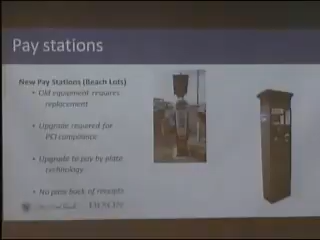 Pay stations
New Pay Stations (Beach Lots)
• Old equipment requires
replacement
• Upgrade required for
PCI compliance
• Upgrade to pay by plate
technology
• No pass back of receipts